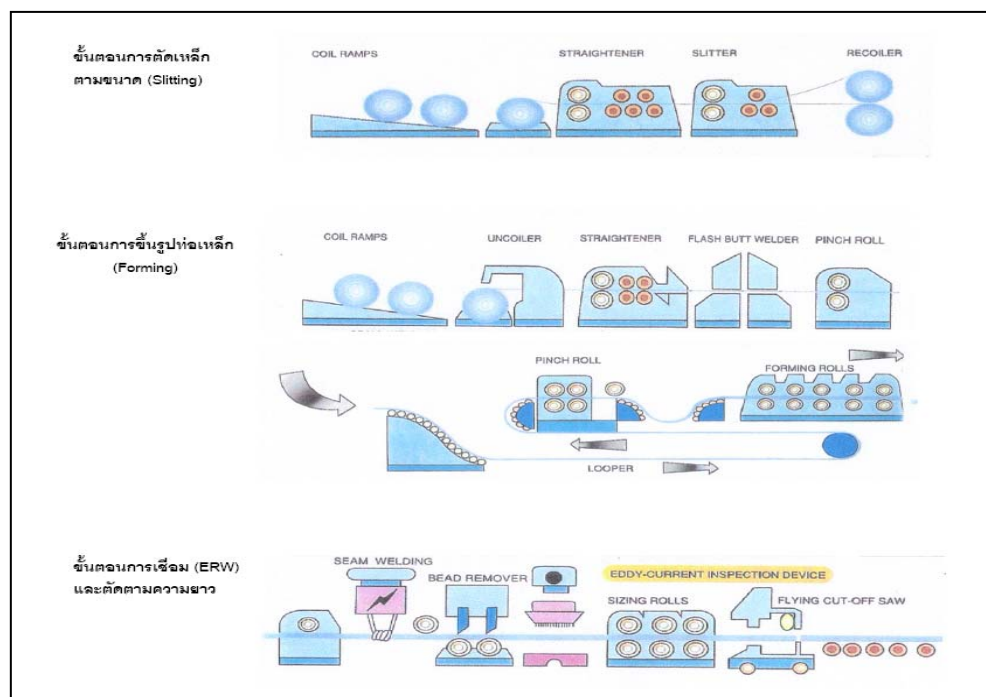 ขั้นตอนการตัดเหล็ก
ตามขนาด (Slitting)
COIL RAMPS
STRAIGHTENER
SLITTER
RECOILER
ขั้นตอนการขึ้นรูปท่อเหล็ก
(Forming)
COIL RAMPS
UNCOILER
STRAIGHTENER
FLASH BUTT WELDER
PINCH ROLL
PINCH ROLL
FORMING ROLLS
LOOPER
ขั้นตอนการเชื่อม (ERW)
และตัดตามความยาว
SEAM WELDING
BEAD REMOVER
EDDY-CURRENT INSPECTION DEVICE
SIZING ROLLS
FLYING CUT-OFF SAW